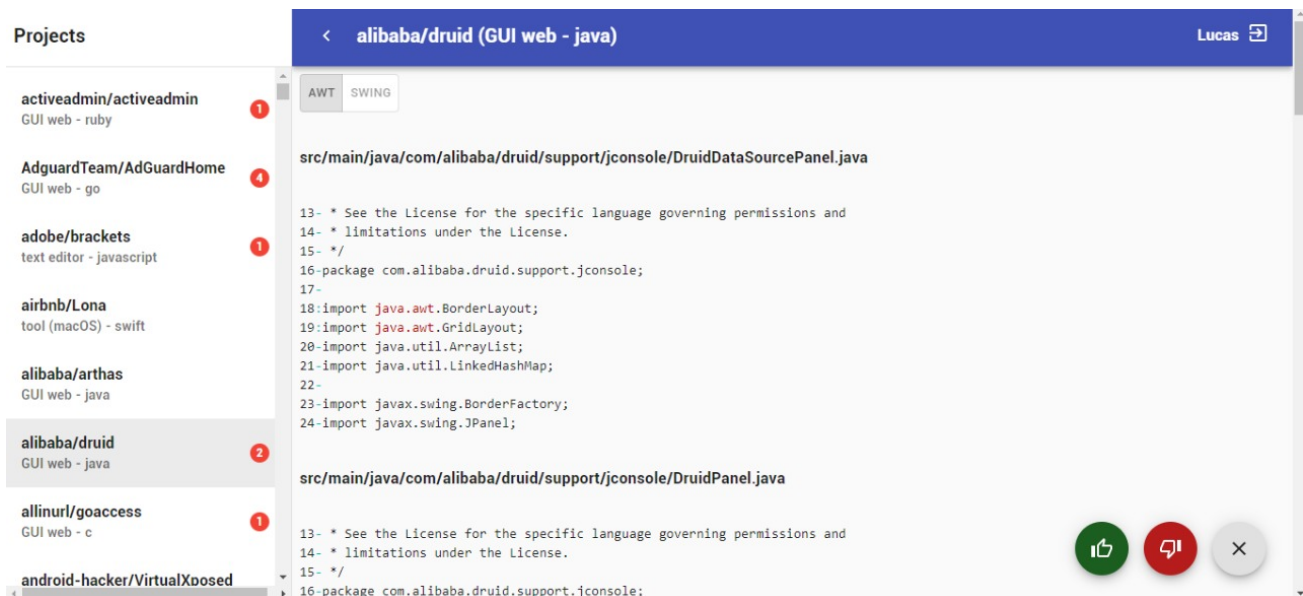 Projects
activeadmin/activeadmin
GUI web - ruby
1
AdguardTeam/AdGuardHome
GUI web - go
4
adobe/brackets
text editor - javascript
1
airbnb/Lona
tool (macOS) - swift
alibaba/arthas
GUI web - java
alibaba/druid
GUI web - java
2
allinurl/goaccess
GUI web - c
1
android-hacker/VirtualXposed
alibaba/druid (GUI web - java)
Lucas
AWT SWING
src/main/java/com/alibaba/druid/support/jconsole/DruidDataSourcePanel.java
13- * See the License for the specific language governing permissions and
14- * limitations under the License.
15- */
16-package com.alibaba.druid.support.jconsole;
17-
18:import java.awt.BorderLayout;
19:import java.awt.GridLayout;
20-import java.util.ArrayList;
21-import java.util.LinkedHashMap;
22-
23-import javax.swing.BorderFactory;
24-import javax.swing.JPanel;
src/main/java/com/alibaba/druid/support/jconsole/DruidPanel.java
13- * See the License for the specific language governing permissions and
14- * limitations under the License.
15- */
16-package com.alibaba.druid.support.jconsole;